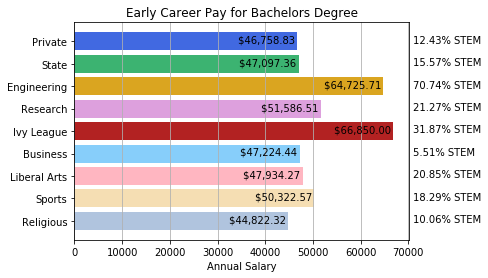 Early Career Pay for Bachelors Degree
Private $46,758.83 12.43% STEM
State $47,097.36 15.57% STEM
Engineering $64,725.71 70.74% STEM
Research $51,586.51 21.27% STEM
Ivy League $66,850.00 31.87% STEM
Business $47,224.44 5.51% STEM
Liberal Arts $47,934.27 20.85% STEM
Sports $50,322.57 18.29% STEM
Religious $44,822.32 10.06% STEM
0 10000 20000 30000 40000 50000 60000 70000
Annual Salary